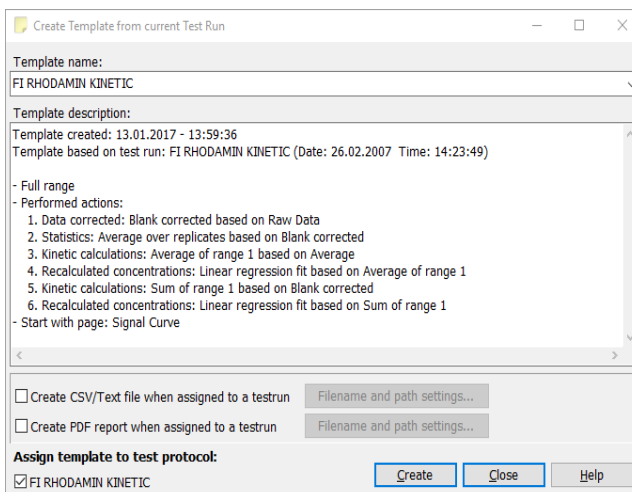 Create Template from current Test Run
Template name:
FI RHODAMIN KINETIC
Template description:
Template created: 13.01.2017 - 13:59:36
Template based on test run: FI RHODAMIN KINETIC (Date: 26.02.2007 Time: 14:23:49)
- Full range
- Performed actions:
1. Data corrected: Blank corrected based on Raw Data
2. Statistics: Average over replicates based on Blank corrected
3. Kinetic calculations: Average of range 1 based on Average
4. Recalculated concentrations: Linear regression fit based on Average of range 1
5. Kinetic calculations: Sum of range 1 based on Blank corrected
6. Recalculated concentrations: Linear regression fit based on Sum of range 1
- Start with page: Signal Curve
Create CSV/Text file when assigned to a testrun Filename and path settings...
Create PDF report when assigned to a testrun Filename and path settings...
Assign template to test protocol:
FI RHODAMIN KINETIC
Create Close Help